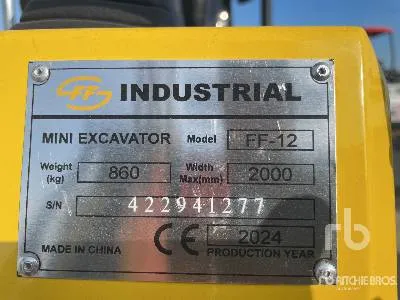 FF INDUSTRIAL
MINI EXCAVATOR Model FF-12
Weight (kg) 860 Width Max(mm) 2000
S/N 422941277
MADE IN CHINA CE 2024 PRODUCTION YEAR
rb
RITCHIE BROS.